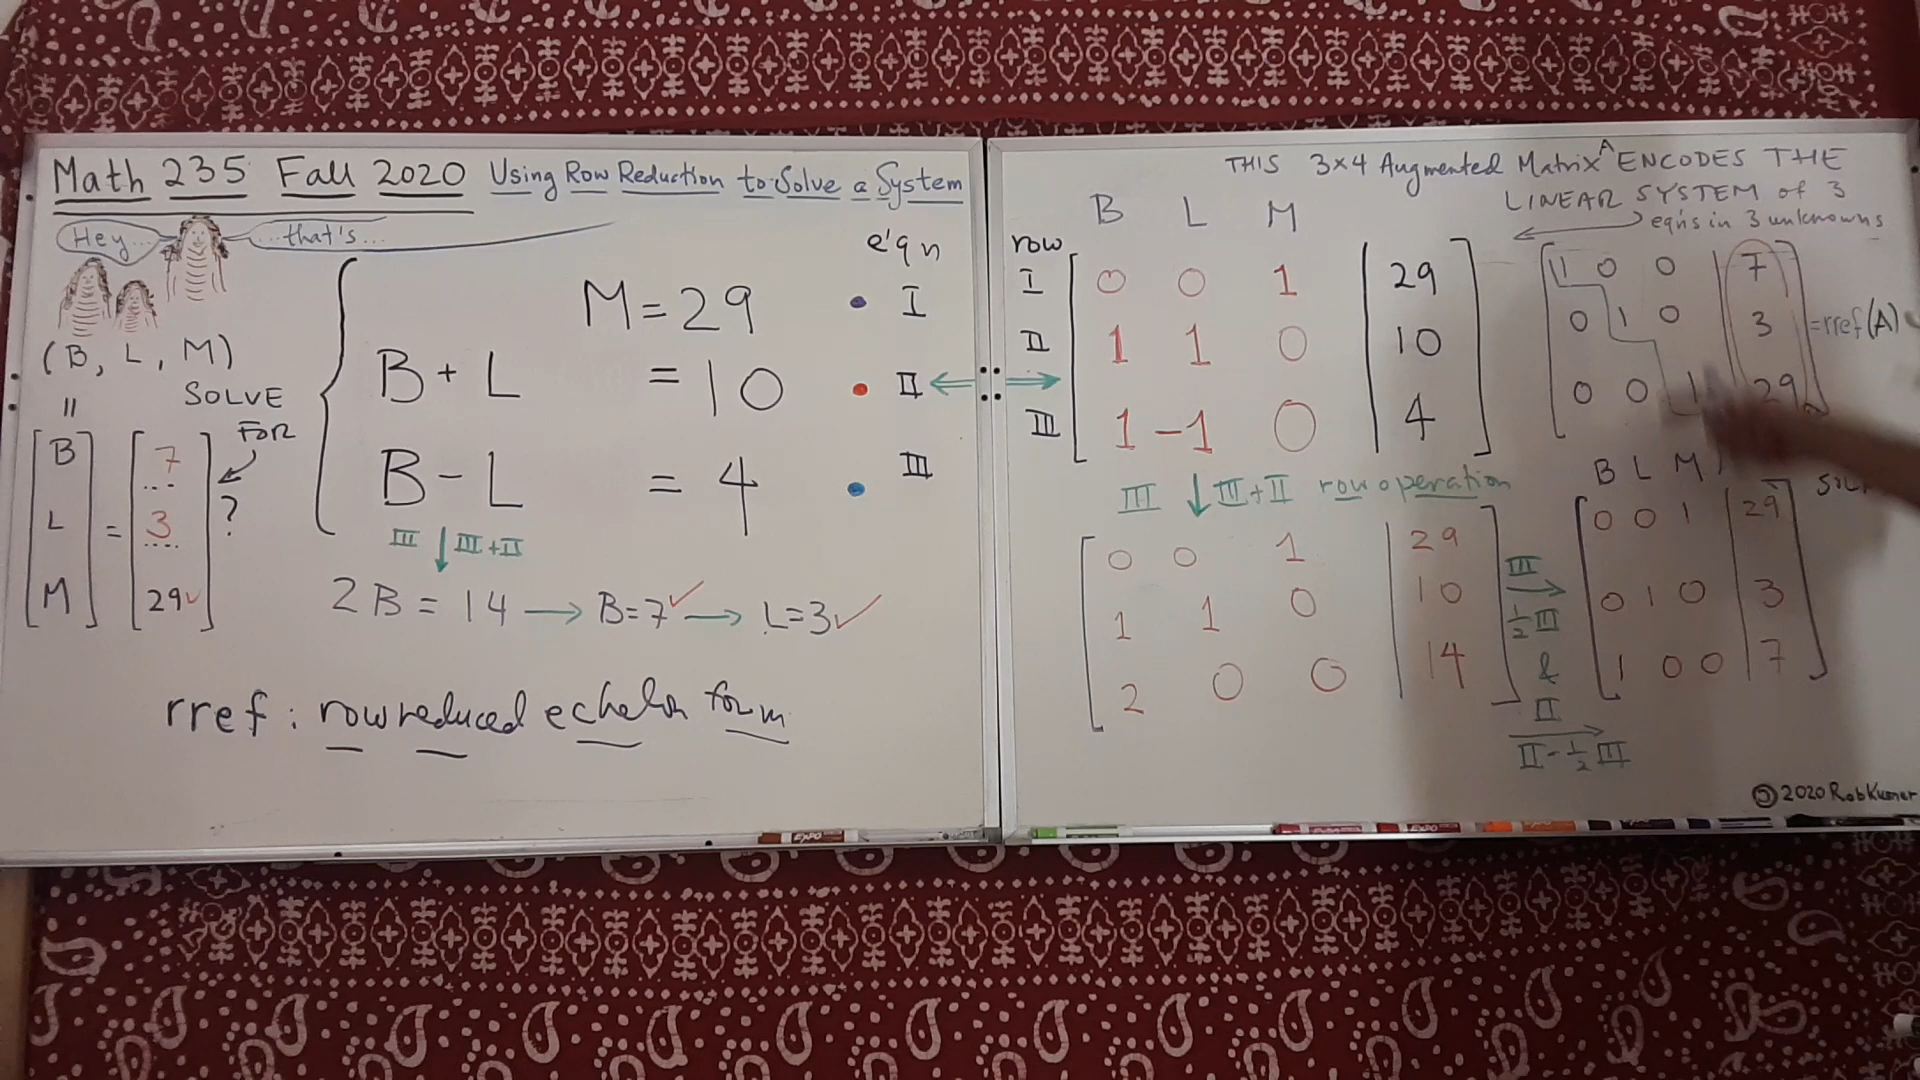 Math 235 Fall 2020 Using Row Reduction to Solve a System
Hey... ...that's...
e'qn
M = 29 • I
B + L = 10 • II
B - L = 4 • III
(B, L, M)
SOLVE
FOR
=
[B L M] = [7 3 29✓] ?
III ↓ III+II
2B = 14 → B=7 ✓ → L=3 ✓
rref : row reduced echelon form
THIS 3×4 Augmented Matrix A ENCODES THE
LINEAR SYSTEM of 3
eq'ns in 3 unknowns
row B L M
I 0 0 1 | 29
II 1 1 0 | 10
III 1 -1 0 | 4
III ↓ III+II row operation
0 0 1 | 29
1 1 0 | 10
2 0 0 | 14
III
→
½III
&
II
→
II-½III
1 0 0 | 7
0 1 0 | 3 =rref(A)
0 0 1 | 29
B L M
0 0 1 | 29
0 1 0 | 3
1 0 0 | 7
© 2020 Rob Kusner
EXPO
EXPO